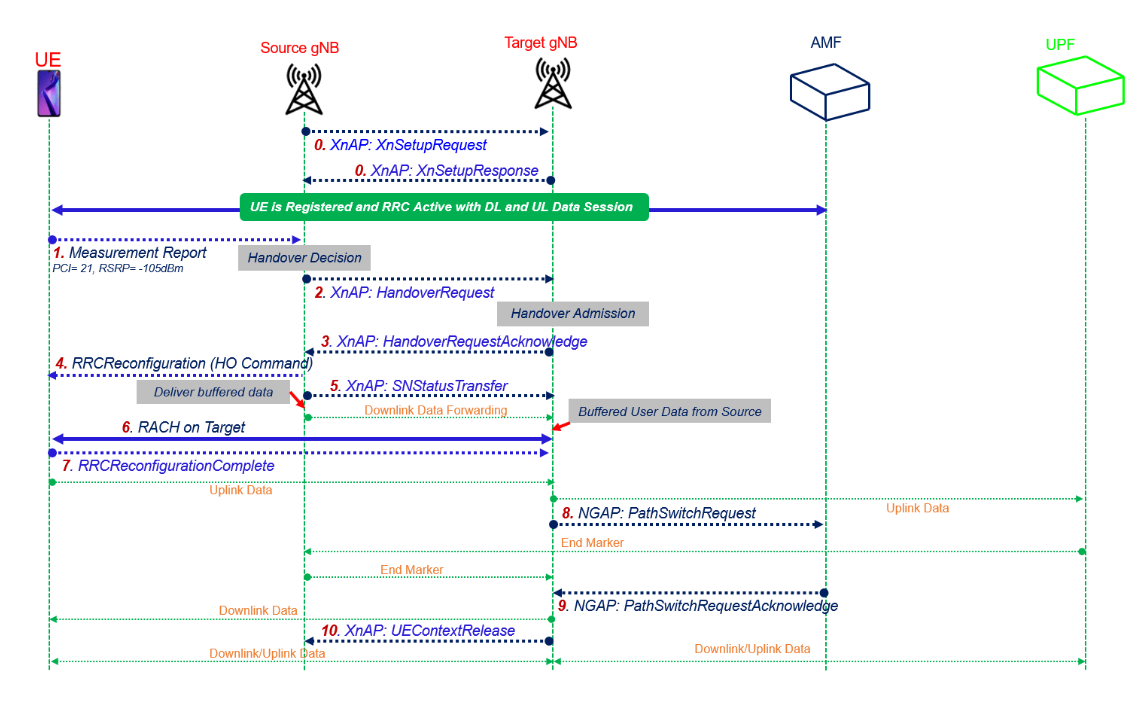 UE
Source gNB
Target gNB
AMF
UPF
0. XnAP: XnSetupRequest
0. XnAP: XnSetupResponse
UE is Registered and RRC Active with DL and UL Data Session
1. Measurement Report
PCI= 21, RSRP= -105dBm
Handover Decision
2. XnAP: HandoverRequest
Handover Admission
3. XnAP: HandoverRequestAcknowledge
4. RRCReconfiguration (HO Command)
5. XnAP: SNStatusTransfer
Deliver buffered data
Downlink Data Forwarding
Buffered User Data from Source
6. RACH on Target
7. RRCReconfigurationComplete
Uplink Data
Uplink Data
8. NGAP: PathSwitchRequest
End Marker
End Marker
9. NGAP: PathSwitchRequestAcknowledge
Downlink Data
10. XnAP: UEContextRelease
Downlink/Uplink Data
Downlink/Uplink Data